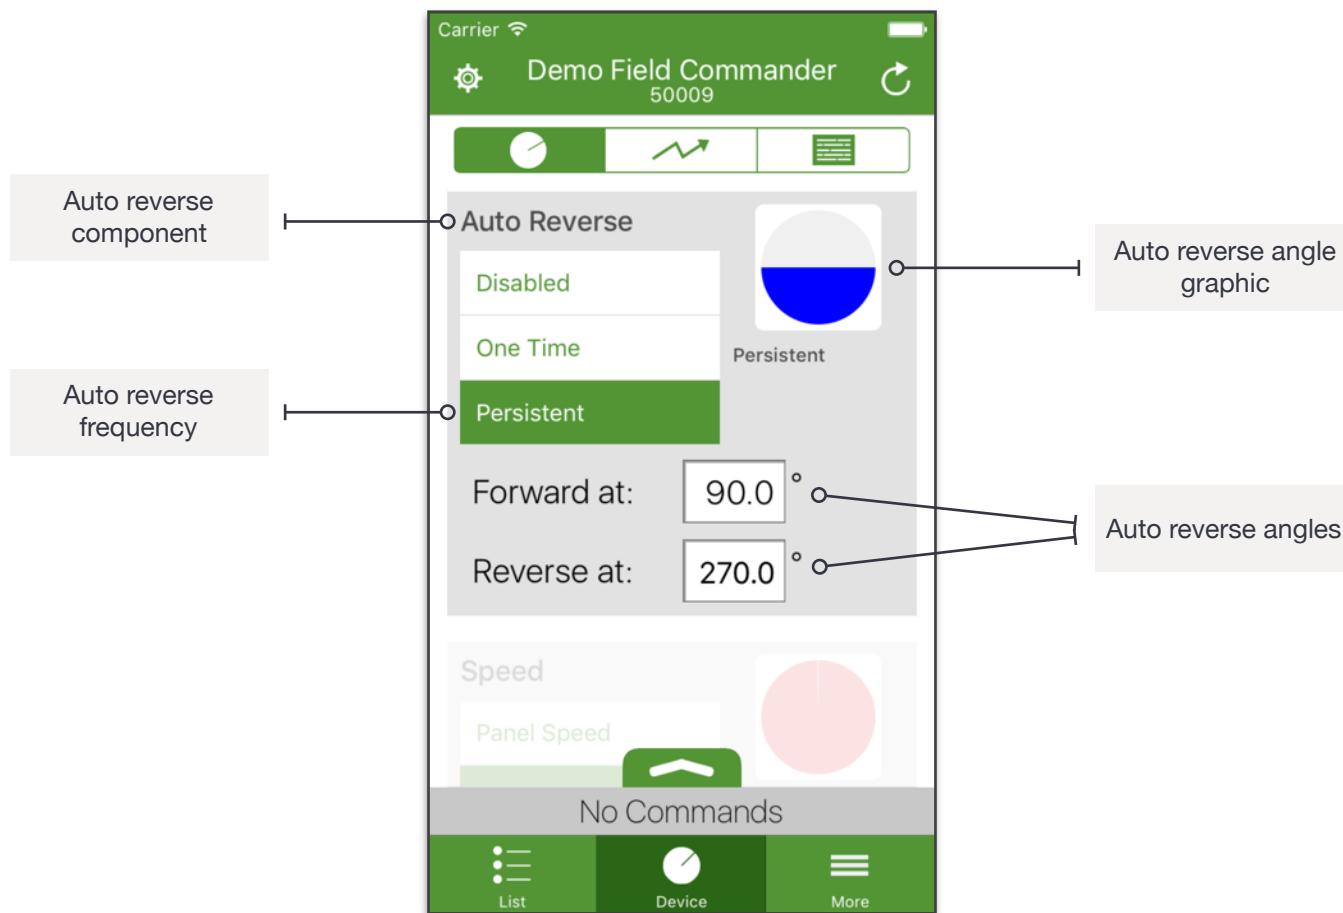 Carrier
Demo Field Commander
50009
Auto reverse
component
Auto Reverse
Disabled
One Time
Persistent
Persistent
Auto reverse angle
graphic
Auto reverse
frequency
Forward at: 90.0 °
Reverse at: 270.0 °
Auto reverse angles
Speed
Panel Speed
No Commands
List
Device
More